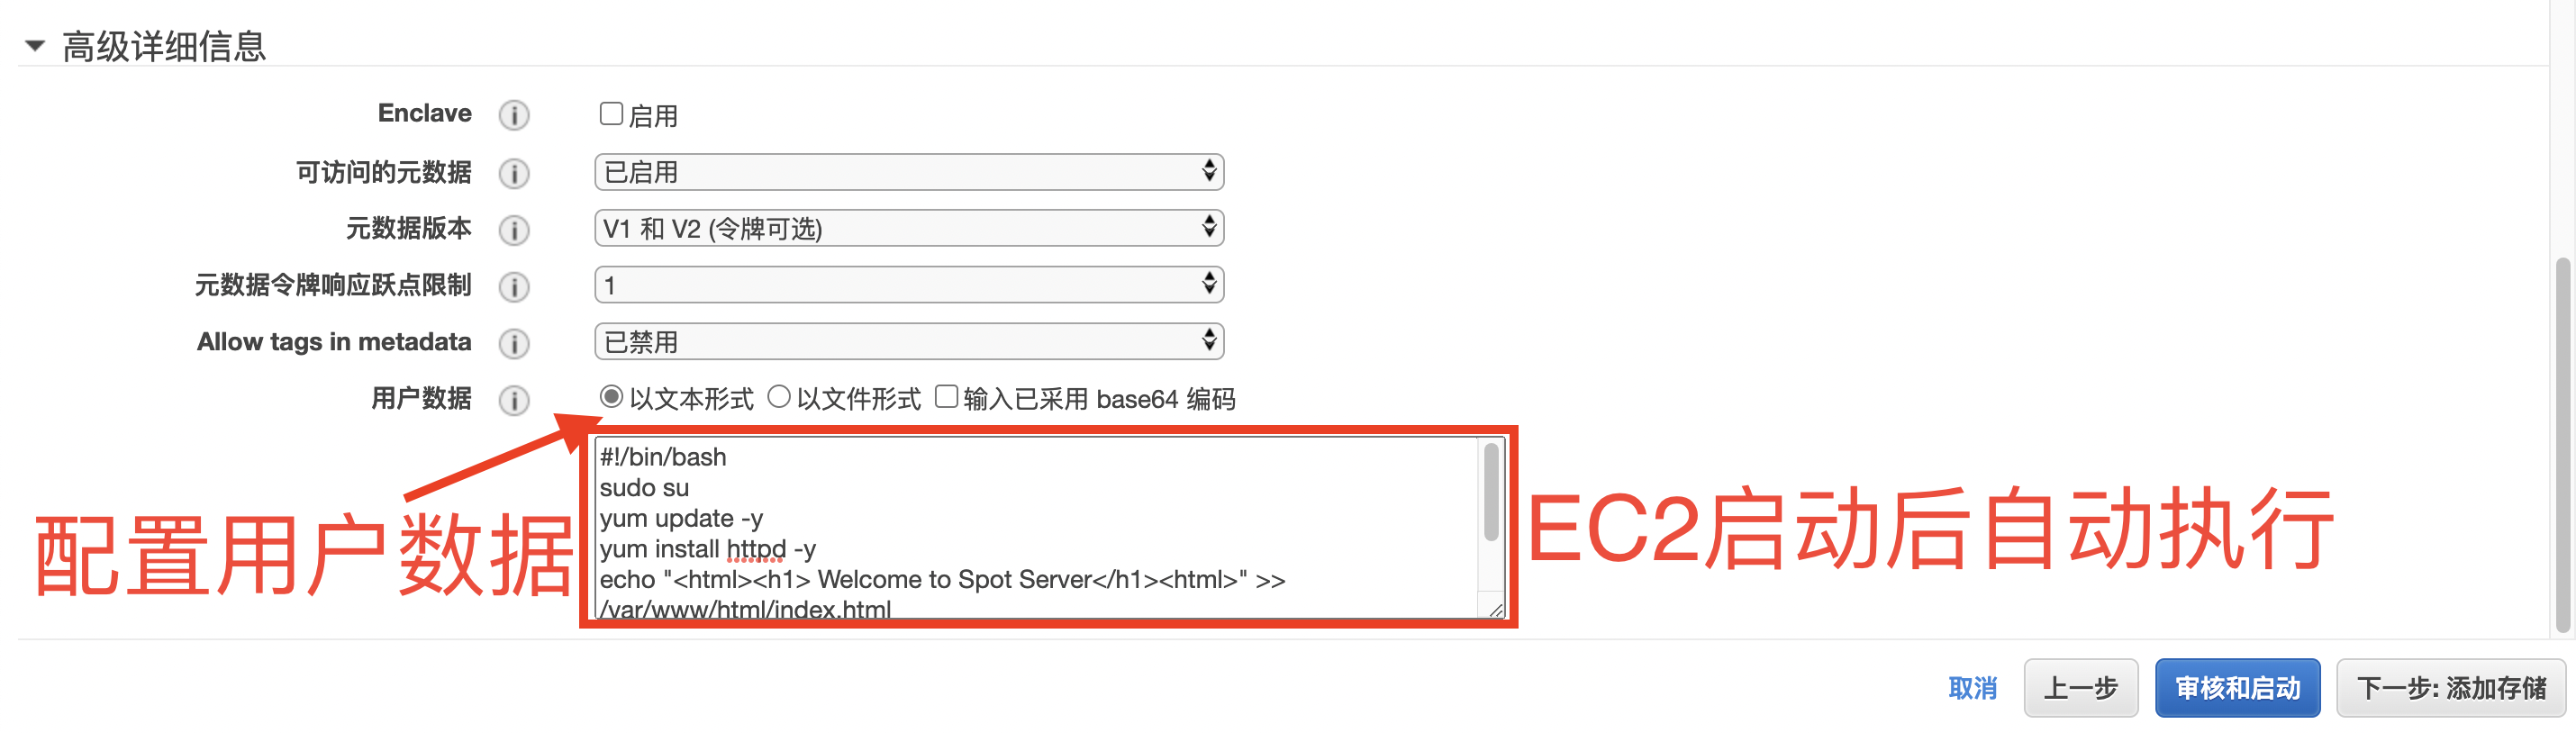 高级详细信息
Enclave 启用
可访问的元数据 已启用
元数据版本 V1 和 V2 (令牌可选)
元数据令牌响应跃点限制 1
Allow tags in metadata 已禁用
用户数据 以文本形式 以文件形式 输入已采用 base64 编码
#!/bin/bash
sudo su
yum update -y
yum install httpd -y
echo "<html><h1> Welcome to Spot Server</h1><html>" >>
/var/www/html/index.html
配置用户数据
EC2启动后自动执行
取消 上一步 审核和启动 下一步: 添加存储